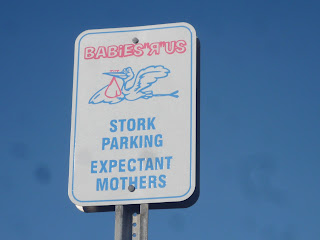 BABiES"Я"US
STORK
PARKING
EXPECTANT
MOTHERS